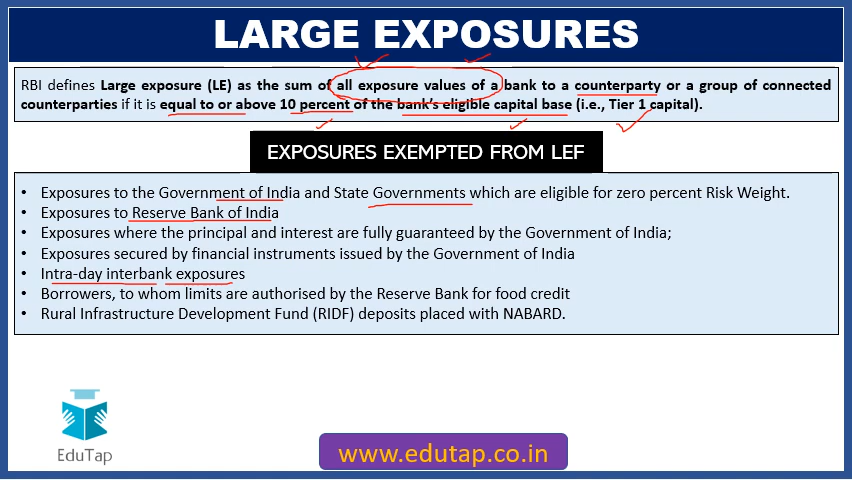 LARGE EXPOSURES
RBI defines Large exposure (LE) as the sum of all exposure values of a bank to a counterparty or a group of connected
counterparties if it is equal to or above 10 percent of the bank's eligible capital base (i.e., Tier 1 capital).
EXPOSURES EXEMPTED FROM LEF
• Exposures to the Government of India and State Governments which are eligible for zero percent Risk Weight.
• Exposures to Reserve Bank of India
• Exposures where the principal and interest are fully guaranteed by the Government of India;
• Exposures secured by financial instruments issued by the Government of India
• Intra-day interbank exposures
• Borrowers, to whom limits are authorised by the Reserve Bank for food credit
• Rural Infrastructure Development Fund (RIDF) deposits placed with NABARD.
EduTap
www.edutap.co.in